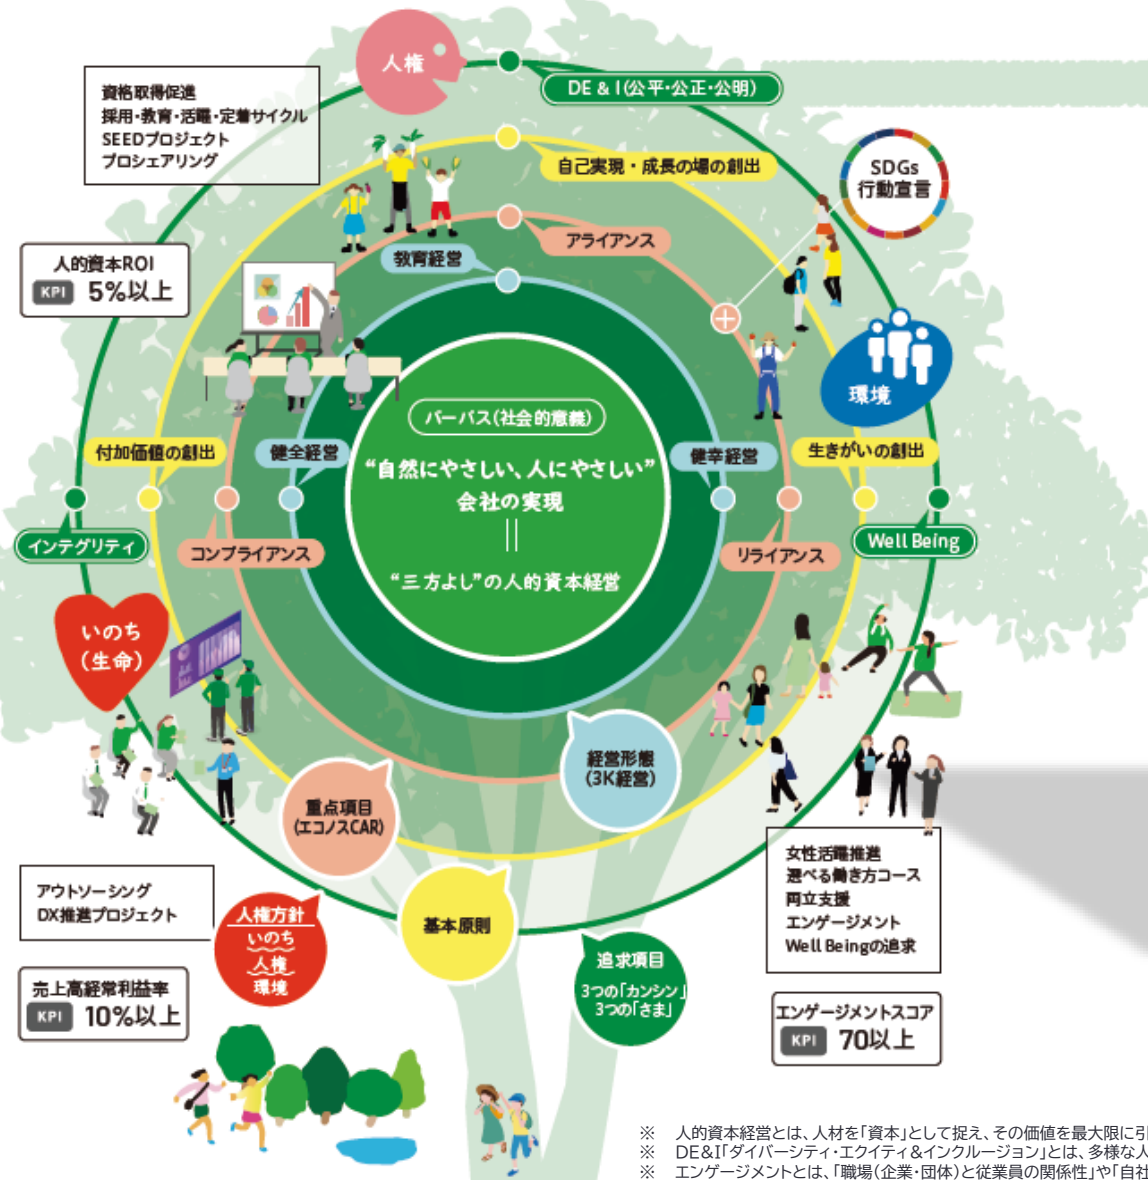 人権
DE & I(公平・公正・公明)
資格取得促進
採用・教育・活躍・定着サイクル
SEEDプロジェクト
プロシェアリング
自己実現・成長の場の創出
SDGs
行動宣言
アライアンス
教育経営
人的資本ROI
KPI 5%以上
環境
パーパス(社会的意義)
“自然にやさしい、人にやさしい”
会社の実現
||
“三方よし”の人的資本経営
付加価値の創出
健全経営
健幸経営
生きがいの創出
インテグリティ
コンプライアンス
リライアンス
Well Being
いのち
(生命)
経営形態
(3K経営)
重点項目
(エコノスCAR)
基本原則
追求項目
3つの「カンシン」
3つの「さま」
人権方針
いのち
人権
環境
アウトソーシング
DX推進プロジェクト
売上高経常利益率
KPI 10%以上
女性活躍推進
選べる働き方コース
両立支援
エンゲージメント
Well Beingの追求
エンゲージメントスコア
KPI 70以上
※ 人的資本経営とは、人材を「資本」として捉え、その価値を最大限に引
※ DE&I「ダイバーシティ・エクイティ&インクルージョン」とは、多様な人
※ エンゲージメントとは、「職場(企業・団体)と従業員の関係性」や「自社